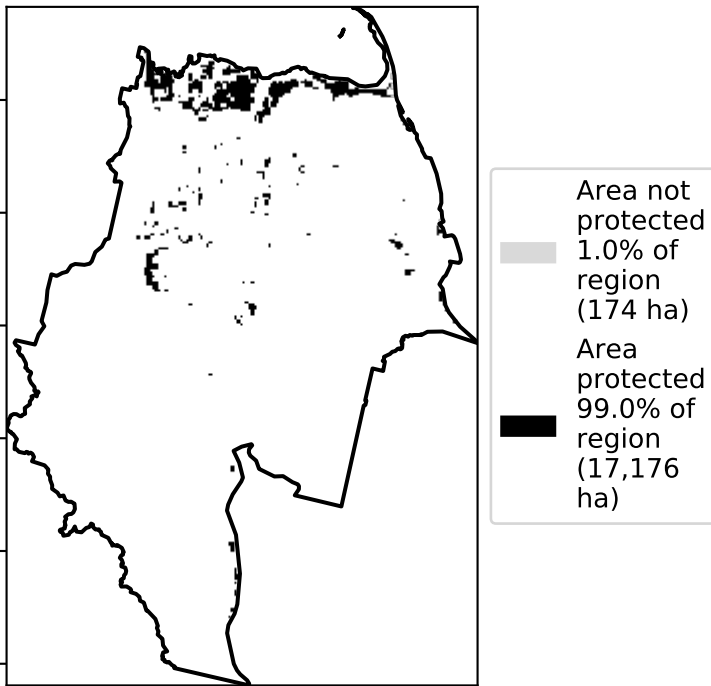 Area not
protected
1.0% of
region
(174 ha)
Area
protected
99.0% of
region
(17,176
ha)